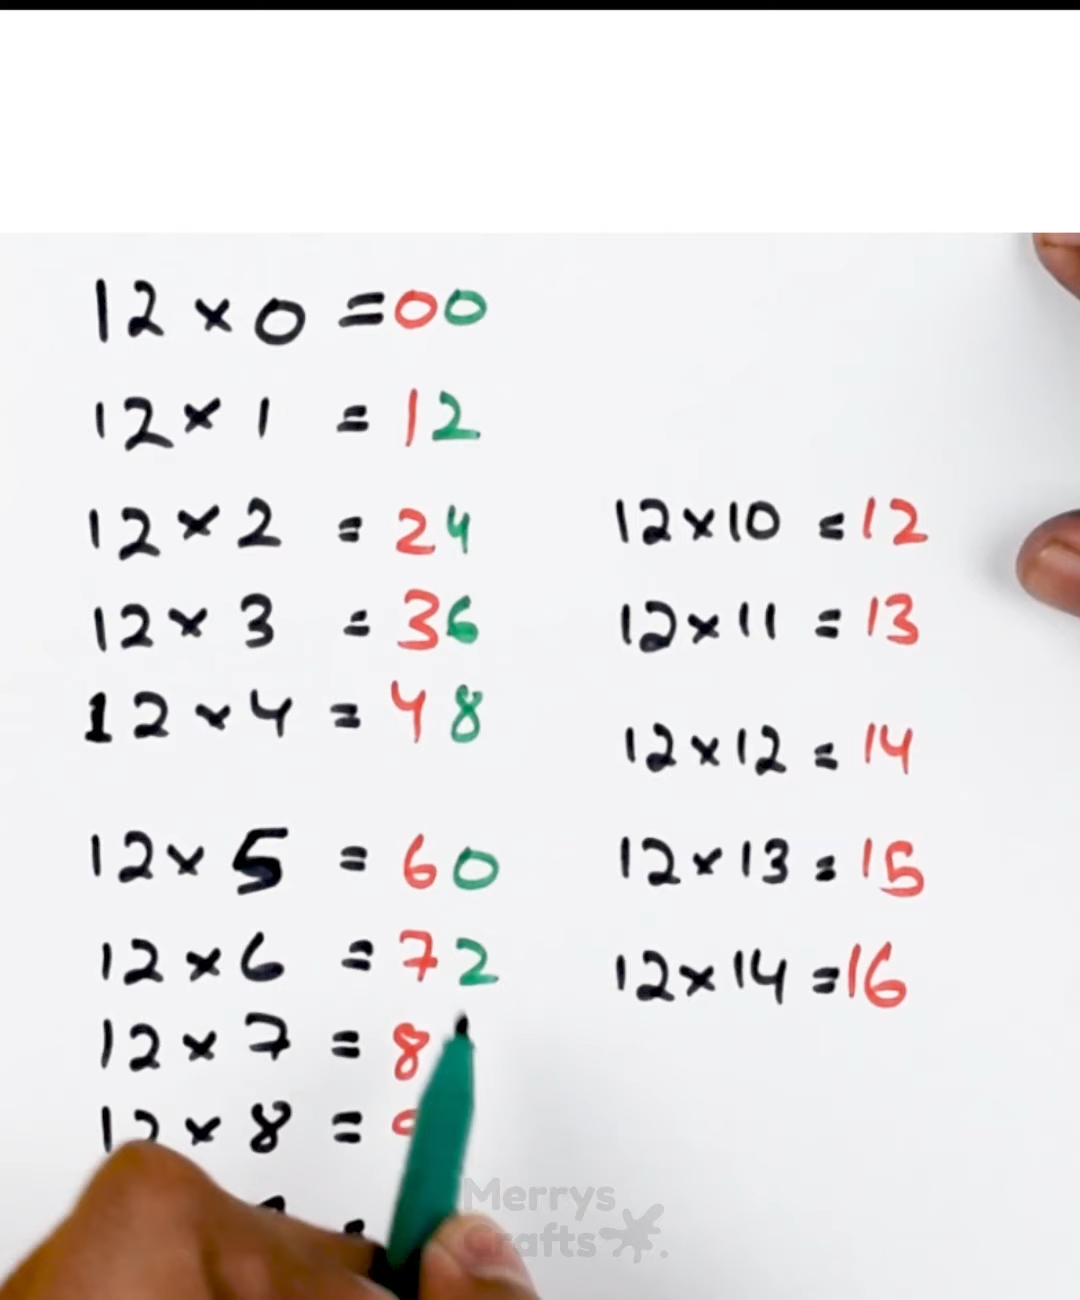 12 × 0 = 00
12 × 1 = 12
12 × 2 = 24
12 × 3 = 36
12 × 4 = 48
12 × 5 = 60
12 × 6 = 72
12 × 7 = 8
12 × 8 =
12 × 10 = 12
12 × 11 = 13
12 × 12 = 14
12 × 13 = 15
12 × 14 = 16
Merrys
Crafts